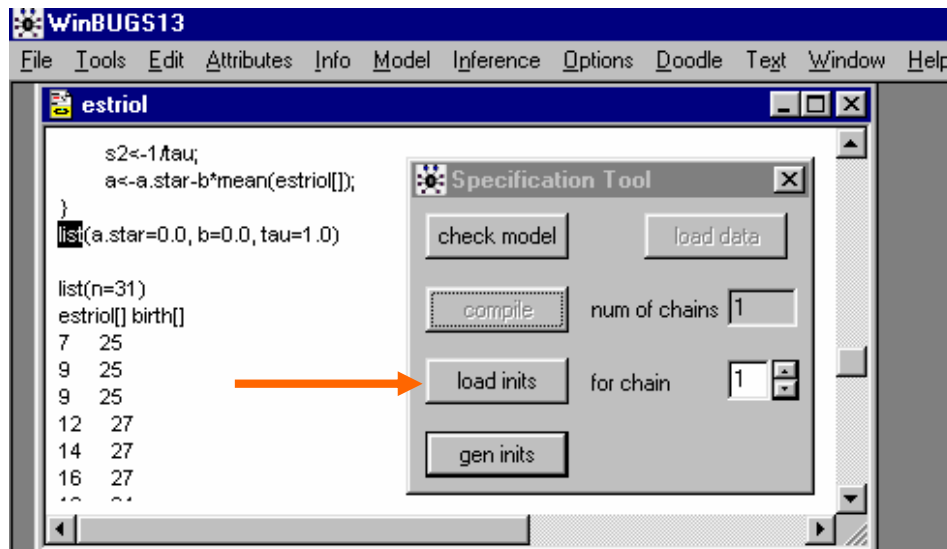 WinBUGS13
File Tools Edit Attributes Info Model Inference Options Doodle Text Window Help
estriol
s2<-1/tau;
a<-a.star-b*mean(estriol[]);
}
list(a.star=0.0, b=0.0, tau=1.0)
list(n=31)
estriol[] birth[]
7 25
9 25
9 25
12 27
14 27
16 27
Specification Tool
check model load data
compile num of chains 1
load inits for chain 1
gen inits